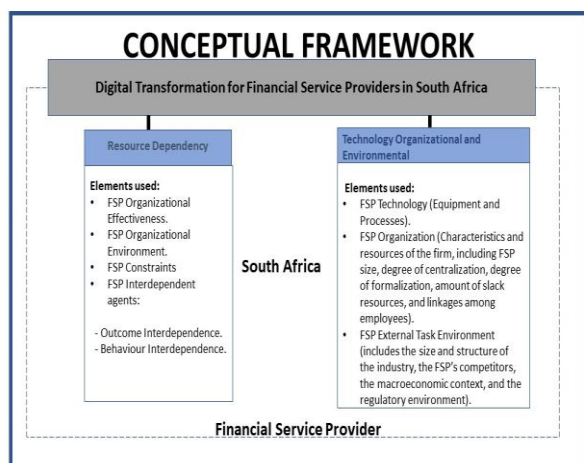 CONCEPTUAL FRAMEWORK
Digital Transformation for Financial Service Providers in South Africa
Resource Dependency
Elements used:
• FSP Organizational
Effectiveness.
• FSP Organizational
Environment.
• FSP Constraints
• FSP Interdependent
agents:
- Outcome Interdependence.
- Behaviour Interdependence.
South Africa
Technology Organizational and
Environmental
Elements used:
• FSP Technology (Equipment and
Processes).
• FSP Organization (Characteristics and
resources of the firm, including FSP
size, degree of centralization, degree
of formalization, amount of slack
resources, and linkages among
employees).
• FSP External Task Environment
(includes the size and structure of
the industry, the FSP's competitors,
the macroeconomic context, and the
regulatory environment).
Financial Service Provider